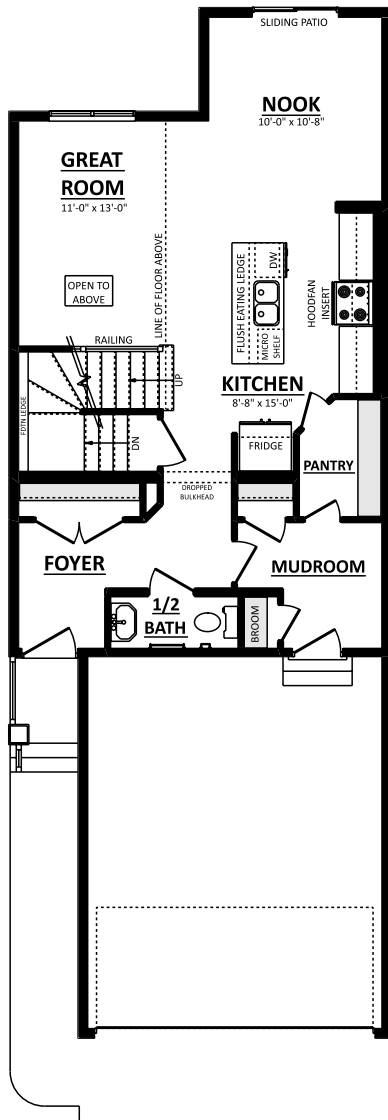 SLIDING PATIO
NOOK
10'-0" x 10'-8"
GREAT
ROOM
11'-0" x 13'-0"
LINE OF FLOOR ABOVE
OPEN TO
ABOVE
FLUSH EATING LEDGE
DW
MICRO
SHELF
HOODFAN
INSERT
RAILING
UP
KITCHEN
8'-8" x 15'-0"
FDTN LEDGE
DN
FRIDGE
PANTRY
DROPPED
BULKHEAD
FOYER
MUDROOM
1/2
BATH
BROOM